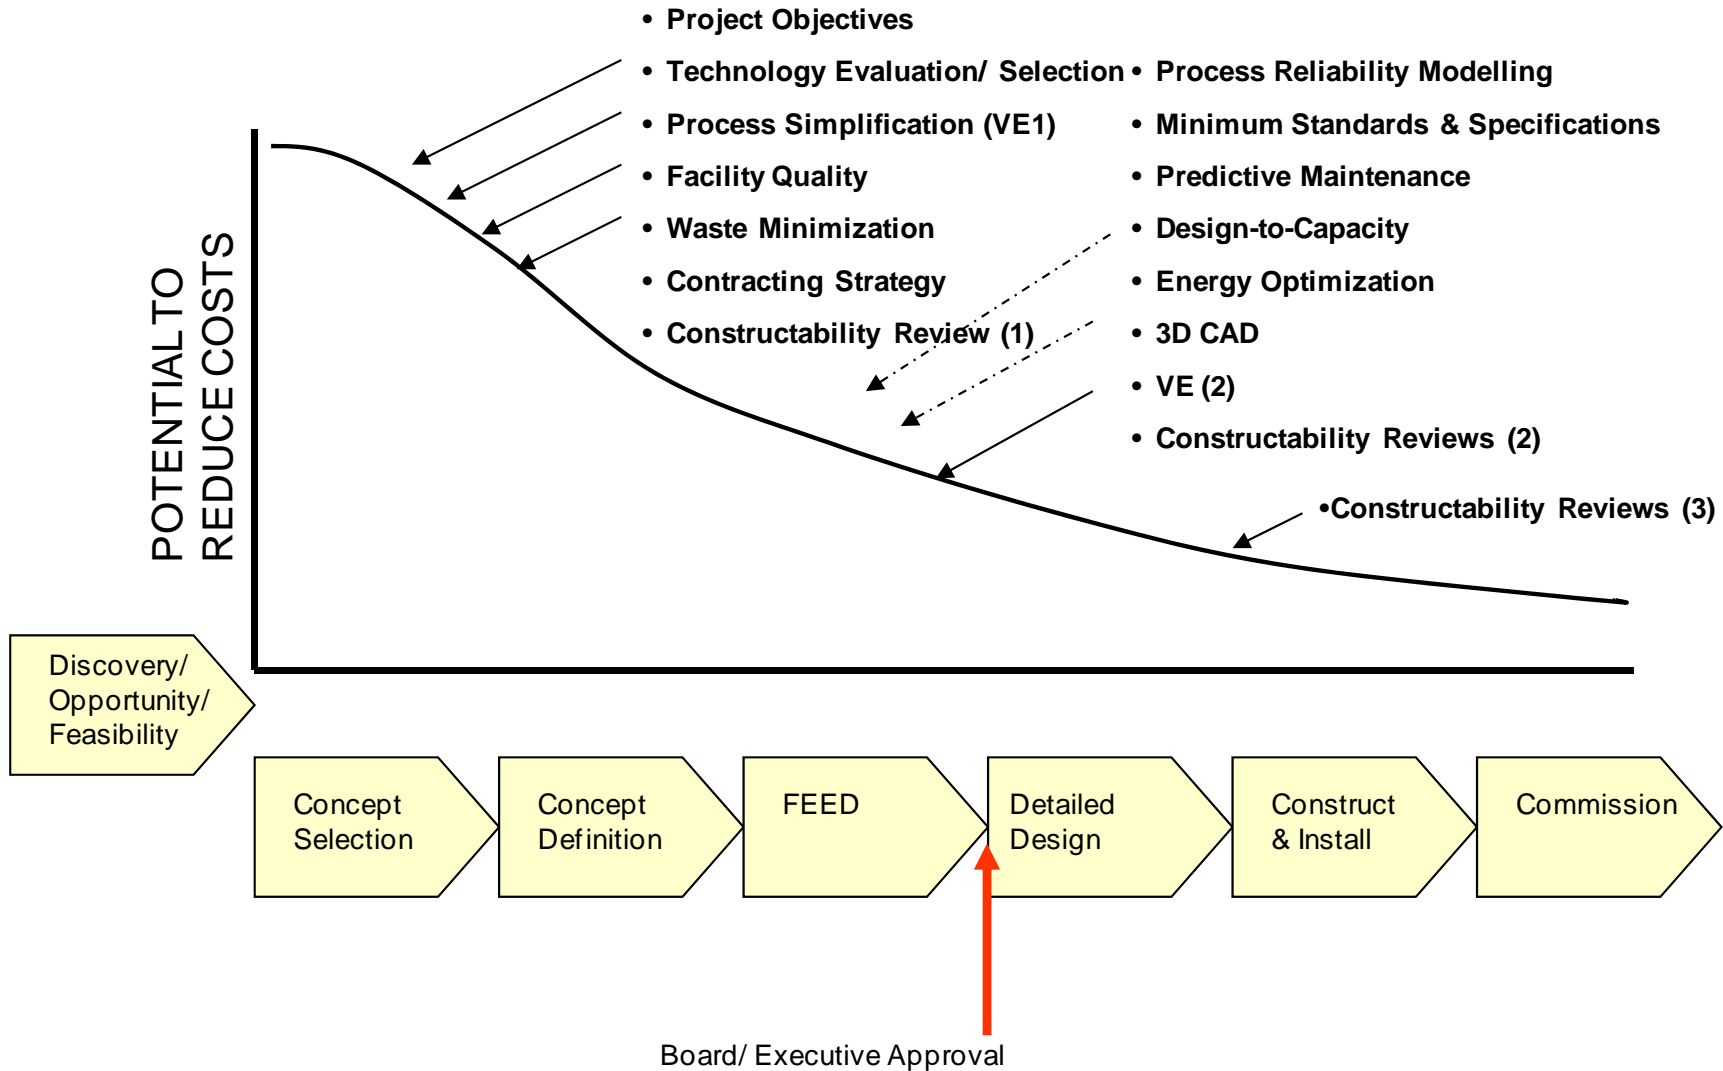 • Project Objectives
• Technology Evaluation/ Selection
• Process Simplification (VE1)
• Facility Quality
• Waste Minimization
• Contracting Strategy
• Constructability Review (1)
• Process Reliability Modelling
• Minimum Standards & Specifications
• Predictive Maintenance
• Design-to-Capacity
• Energy Optimization
• 3D CAD
• VE (2)
• Constructability Reviews (2)
•Constructability Reviews (3)
POTENTIAL TO
REDUCE COSTS
Discovery/
Opportunity/
Feasibility
Concept
Selection
Concept
Definition
FEED
Detailed
Design
Construct
& Install
Commission
Board/ Executive Approval